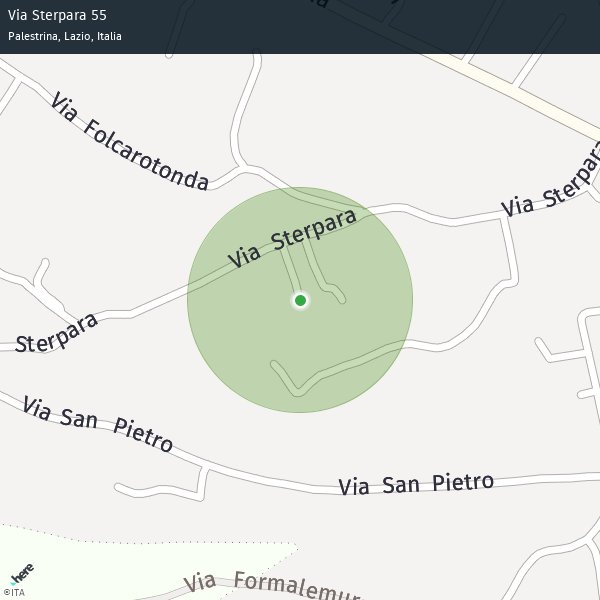 Via Sterpara 55
Palestrina, Lazio, Italia
Via Folcarotonda
Via Sterpara
Via Sterpara
Sterpara
Via San Pietro
Via San Pietro
Via Formalemur
here
©ITA